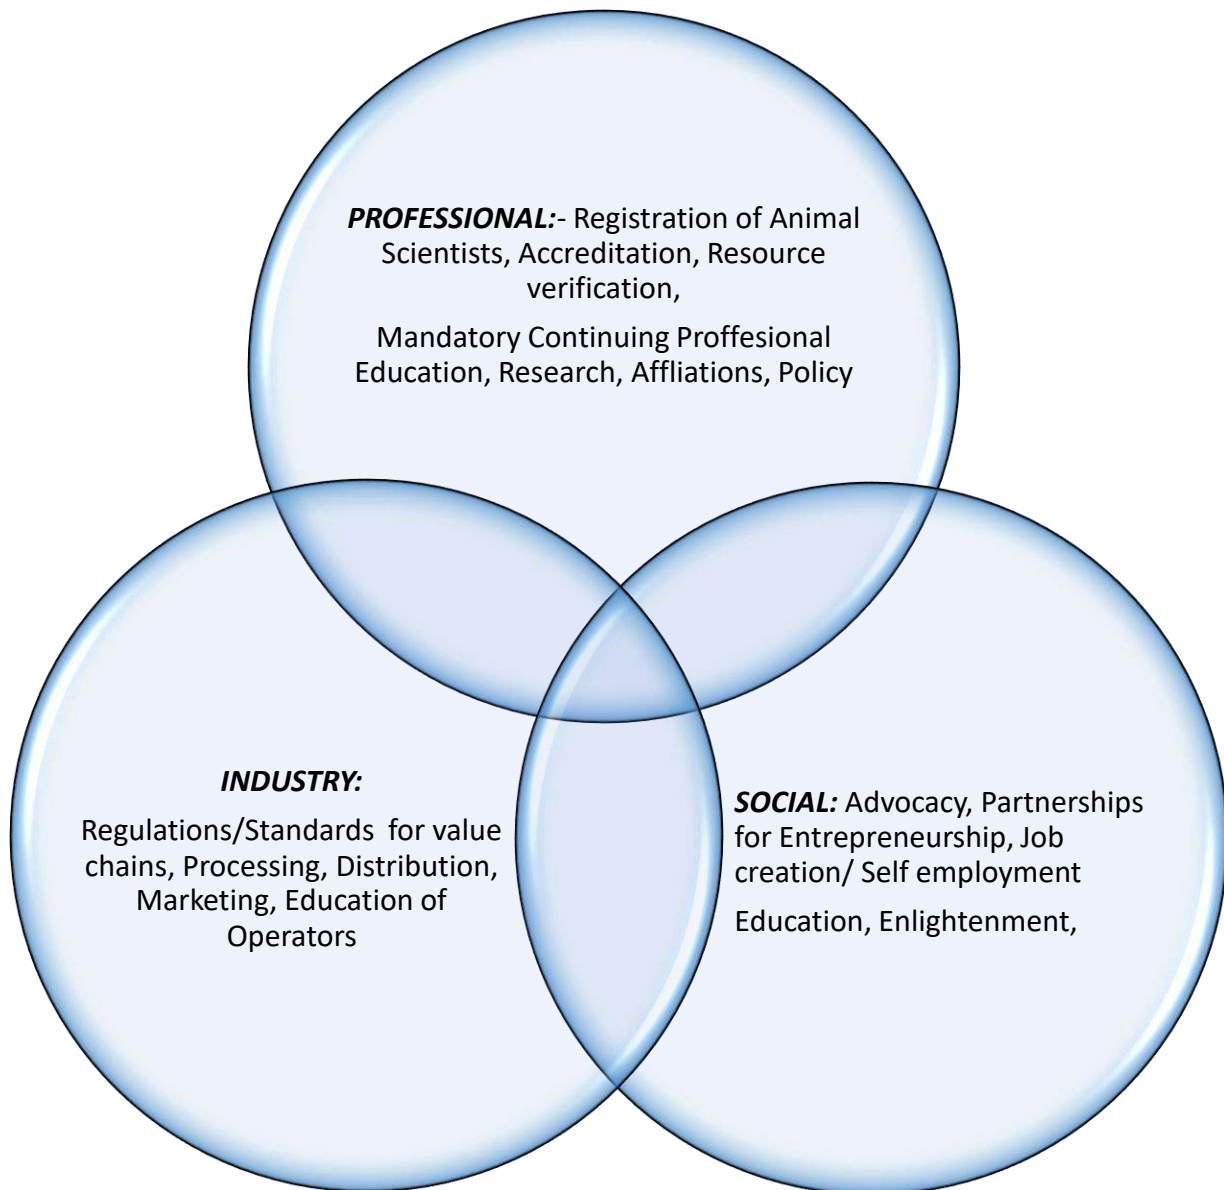 PROFESSIONAL:- Registration of Animal
Scientists, Accreditation, Resource
verification,
Mandatory Continuing Proffesional
Education, Research, Affliations, Policy
INDUSTRY:
Regulations/Standards for value
chains, Processing, Distribution,
Marketing, Education of
Operators
SOCIAL: Advocacy, Partnerships
for Entrepreneurship, Job
creation/ Self employment
Education, Enlightenment,